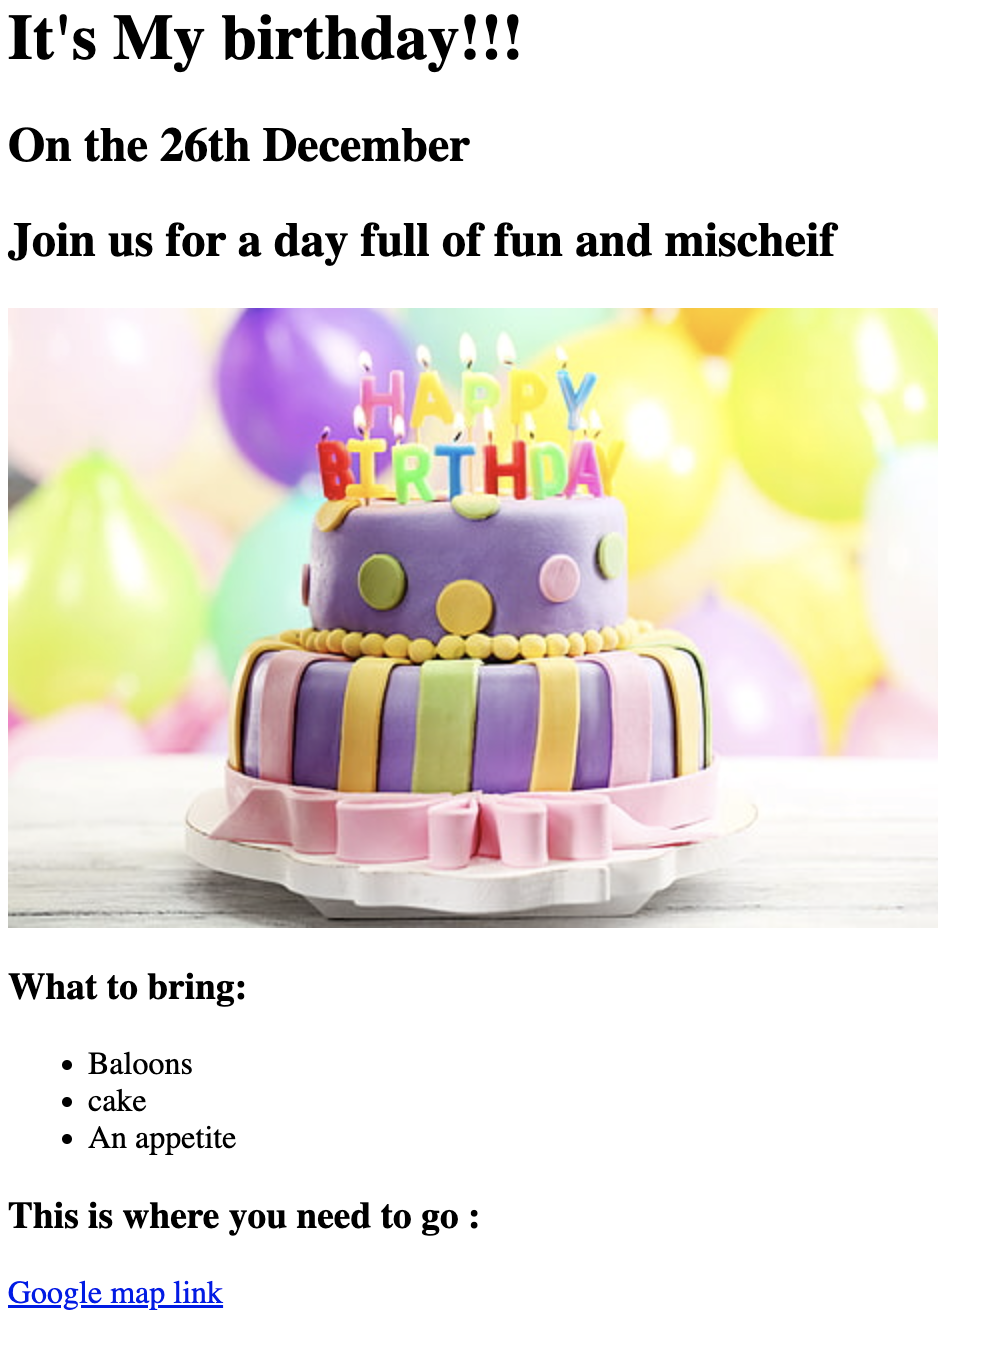 It's My birthday!!!
On the 26th December
Join us for a day full of fun and mischeif
HAPPY
BIRTHDAY
What to bring:
Baloons
cake
An appetite
This is where you need to go :
Google map link